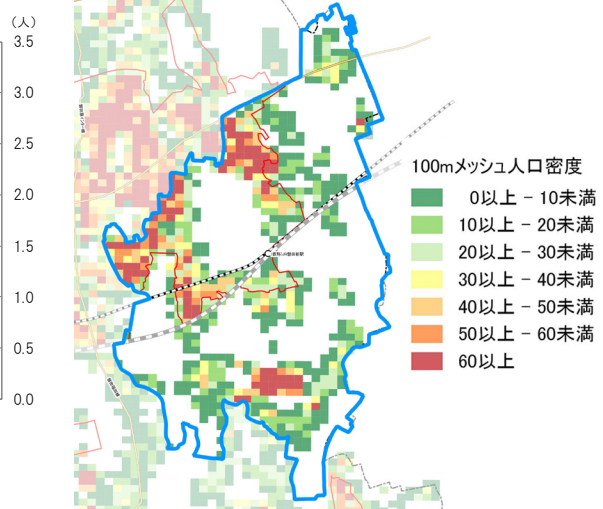 (人)
3.5
3.0
2.5
2.0
1.5
1.0
0.5
0.0
100mメッシュ人口密度
0以上 - 10未満
10以上 - 20未満
20以上 - 30未満
30以上 - 40未満
40以上 - 50未満
50以上 - 60未満
60以上